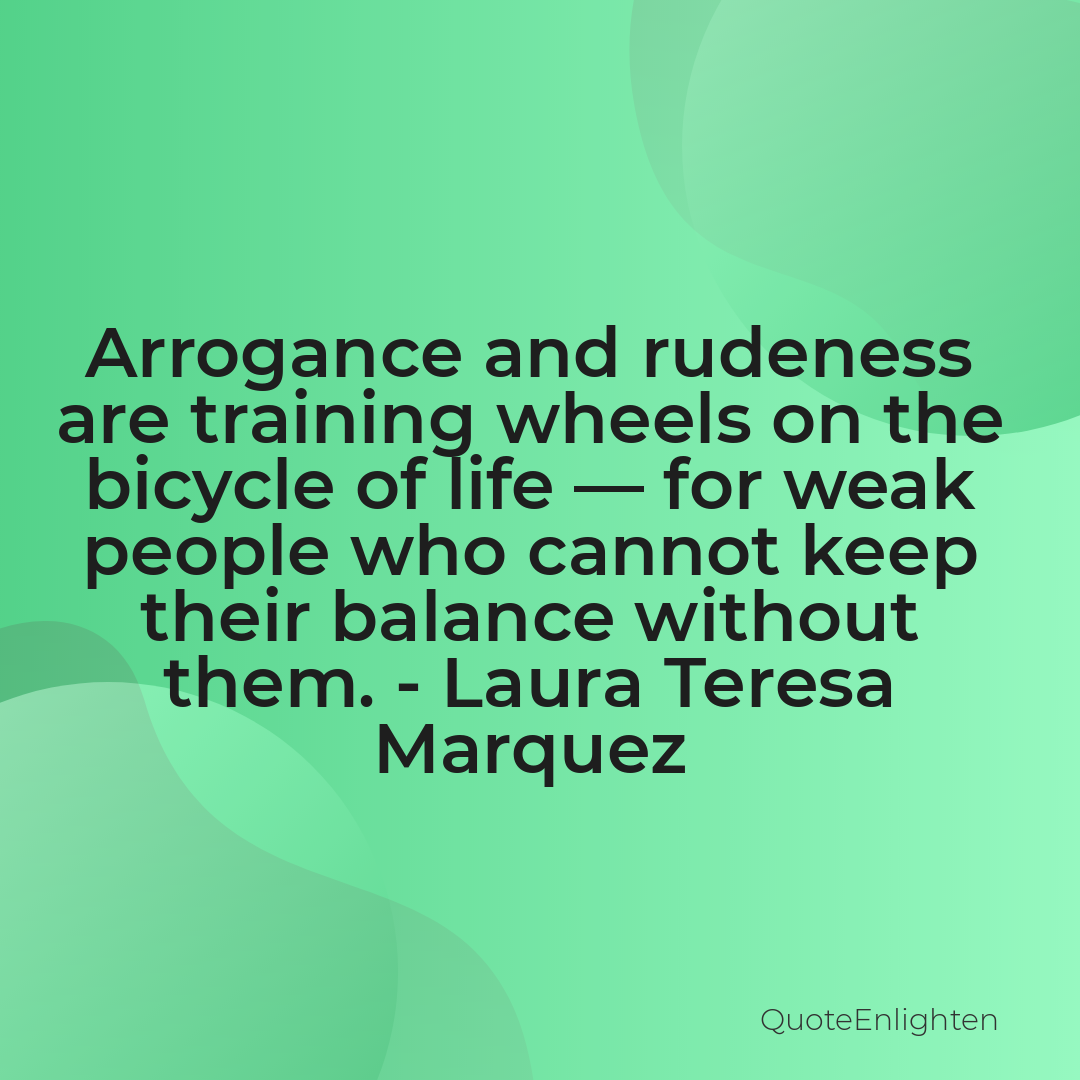 Arrogance and rudeness
are training wheels on the
bicycle of life — for weak
people who cannot keep
their balance without
them. - Laura Teresa
Marquez
QuoteEnlighten